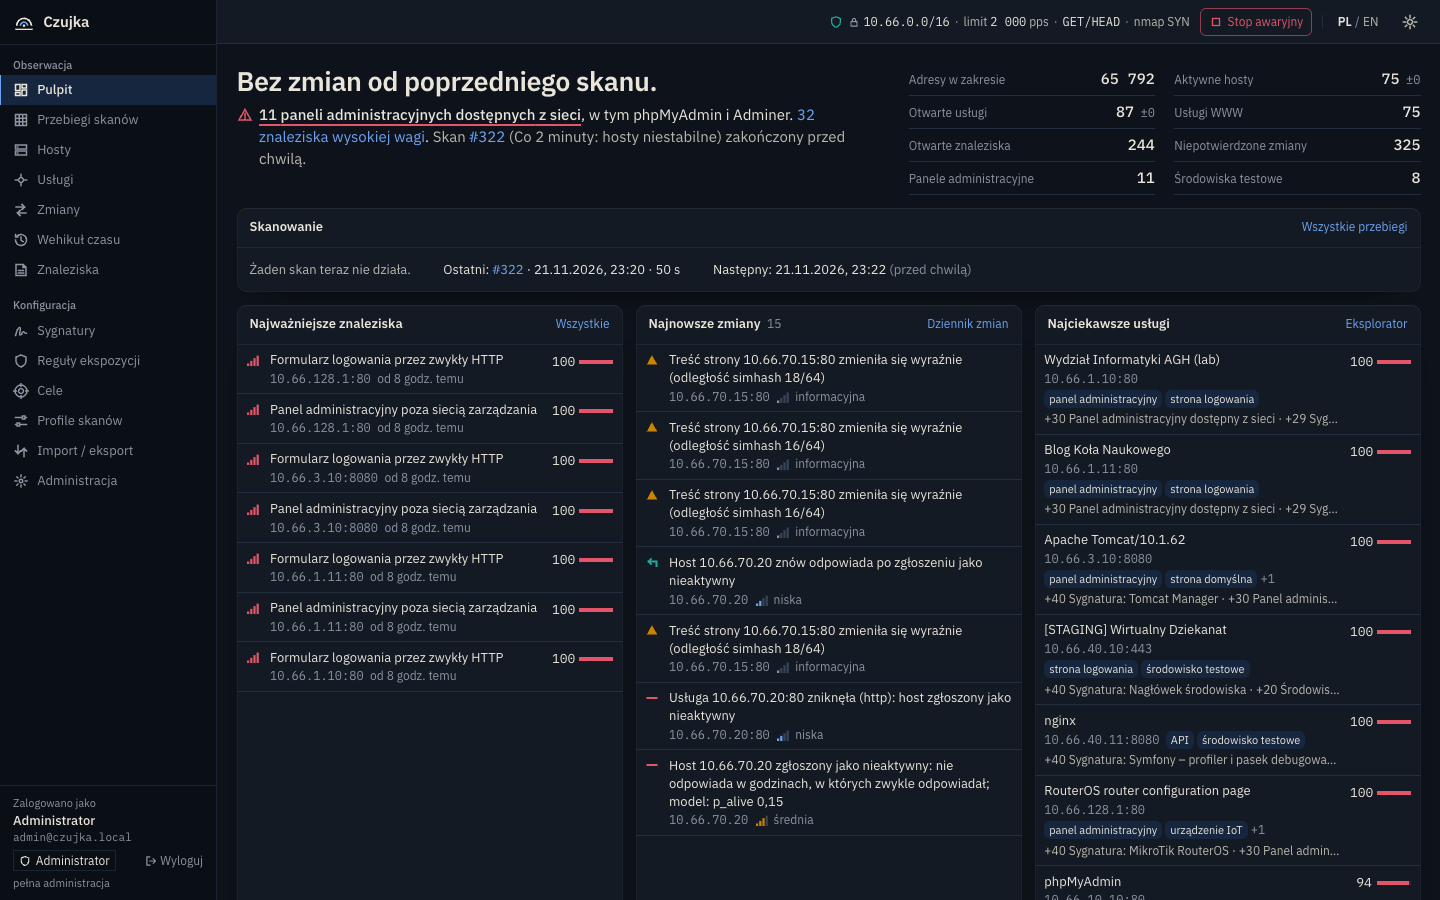 Czujka
10.66.0.0/16 · limit 2 000 pps · GET/HEAD · nmap SYN
Stop awaryjny
PL / EN
Obserwacja
Pulpit
Przebiegi skanów
Hosty
Usługi
Zmiany
Wehikuł czasu
Znaleziska
Konfiguracja
Sygnatury
Reguły ekspozycji
Cele
Profile skanów
Import / eksport
Administracja
Zalogowano jako
Administrator
admin@czujka.local
Administrator
Wyloguj
pełna administracja
Bez zmian od poprzedniego skanu.
11 paneli administracyjnych dostępnych z sieci, w tym phpMyAdmin i Adminer. 32
znaleziska wysokiej wagi. Skan #322 (Co 2 minuty: hosty niestabilne) zakończony przed
chwilą.
Adresy w zakresie 65 792
Aktywne hosty 75 ±0
Otwarte usługi 87 ±0
Usługi WWW 75
Otwarte znaleziska 244
Niepotwierdzone zmiany 325
Panele administracyjne 11
Środowiska testowe 8
Skanowanie
Wszystkie przebiegi
Żaden skan teraz nie działa.
Ostatni: #322 · 21.11.2026, 23:20 · 50 s
Następny: 21.11.2026, 23:22 (przed chwilą)
Najważniejsze znaleziska
Wszystkie
Formularz logowania przez zwykły HTTP 100
10.66.128.1:80 od 8 godz. temu
Panel administracyjny poza siecią zarządzania 100
10.66.128.1:80 od 8 godz. temu
Formularz logowania przez zwykły HTTP 100
10.66.3.10:8080 od 8 godz. temu
Panel administracyjny poza siecią zarządzania 100
10.66.3.10:8080 od 8 godz. temu
Formularz logowania przez zwykły HTTP 100
10.66.1.11:80 od 8 godz. temu
Panel administracyjny poza siecią zarządzania 100
10.66.1.11:80 od 8 godz. temu
Formularz logowania przez zwykły HTTP 100
10.66.1.10:80 od 8 godz. temu
Najnowsze zmiany 15
Dziennik zmian
Treść strony 10.66.70.15:80 zmieniła się wyraźnie
(odległość simhash 18/64)
10.66.70.15:80 informacyjna
Treść strony 10.66.70.15:80 zmieniła się wyraźnie
(odległość simhash 16/64)
10.66.70.15:80 informacyjna
Treść strony 10.66.70.15:80 zmieniła się wyraźnie
(odległość simhash 16/64)
10.66.70.15:80 informacyjna
Host 10.66.70.20 znów odpowiada po zgłoszeniu jako
nieaktywny
10.66.70.20 niska
Treść strony 10.66.70.15:80 zmieniła się wyraźnie
(odległość simhash 18/64)
10.66.70.15:80 informacyjna
Usługa 10.66.70.20:80 zniknęła (http): host zgłoszony jako
nieaktywny
10.66.70.20:80 niska
Host 10.66.70.20 zgłoszony jako nieaktywny: nie
odpowiada w godzinach, w których zwykle odpowiadał;
model: p_alive 0,15
10.66.70.20 średnia
Najciekawsze usługi
Eksplorator
Wydział Informatyki AGH (lab) 100
10.66.1.10:80
panel administracyjny strona logowania
+30 Panel administracyjny dostępny z sieci · +29 Syg…
Blog Koła Naukowego 100
10.66.1.11:80
panel administracyjny strona logowania
+30 Panel administracyjny dostępny z sieci · +29 Syg…
Apache Tomcat/10.1.62 100
10.66.3.10:8080
panel administracyjny strona domyślna +1
+40 Sygnatura: Tomcat Manager · +30 Panel adminis…
[STAGING] Wirtualny Dziekanat 100
10.66.40.10:443
strona logowania środowisko testowe
+40 Sygnatura: Nagłówek środowiska · +20 Środowis…
nginx 100
10.66.40.11:8080 API środowisko testowe
+40 Sygnatura: Symfony – profiler i pasek debugowa…
RouterOS router configuration page 100
10.66.128.1:80
panel administracyjny urządzenie IoT +1
+40 Sygnatura: MikroTik RouterOS · +30 Panel admin…
phpMyAdmin 94